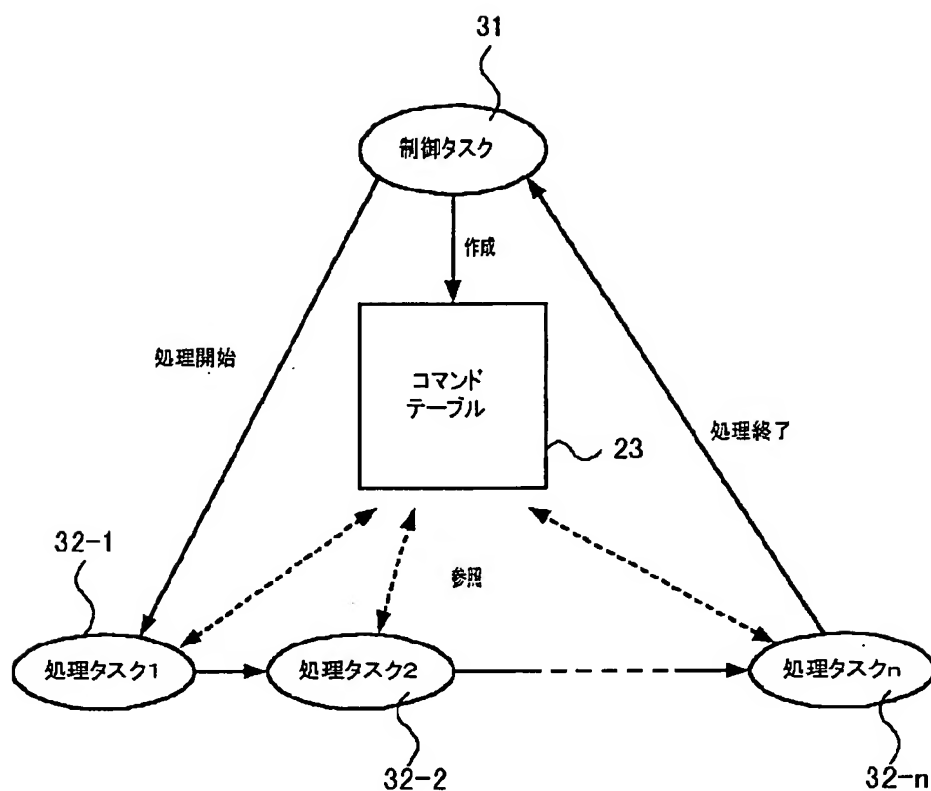 31
制御タスク
作成
処理開始
コマンド
テーブル
処理終了
23
32-1
参照
処理タスク1
処理タスク2
処理タスクn
32-2
32-n